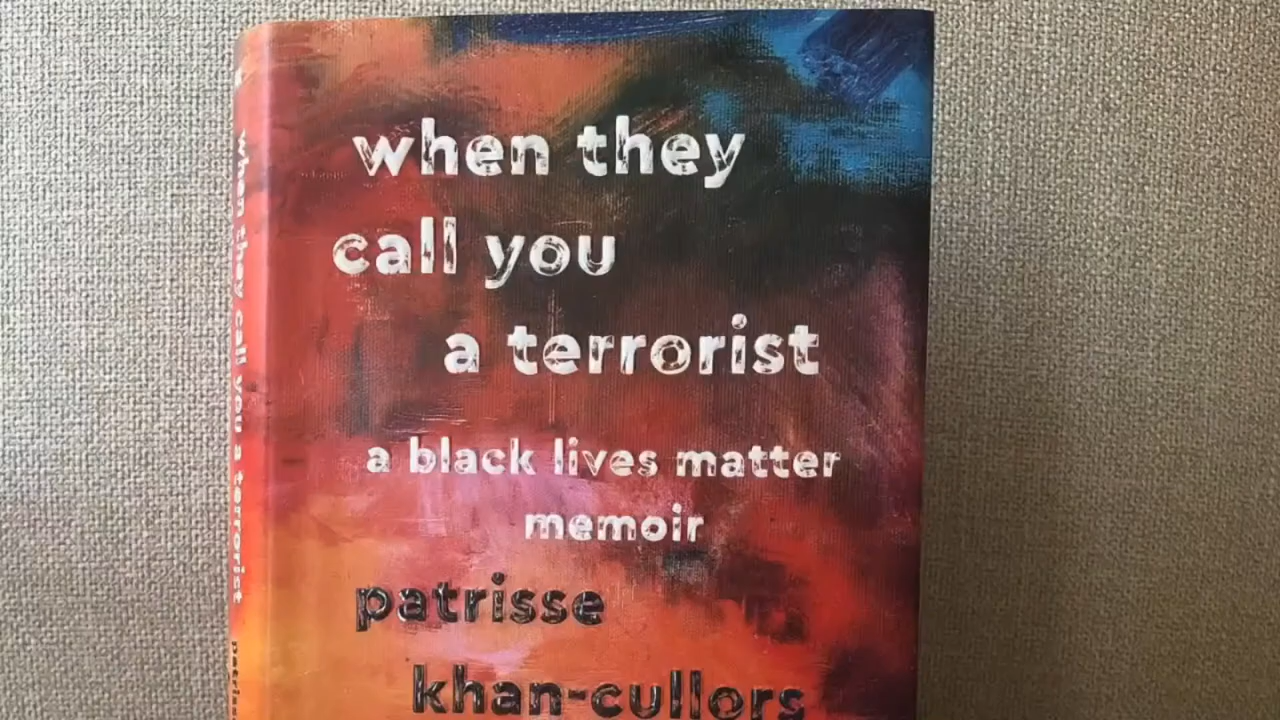 when they
call you
a terrorist
a black lives matter
memoir
patrisse
khan-cullors
when they call you a terrorist